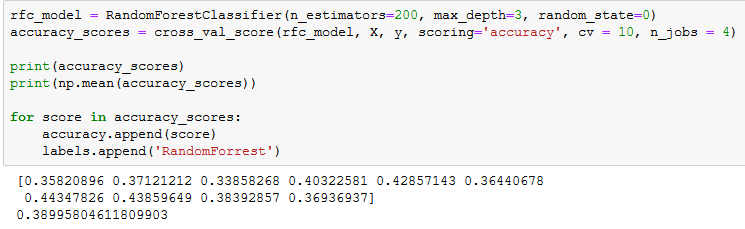 rfc_model = RandomForestClassifier(n_estimators=200, max_depth=3, random_state=0)
accuracy_scores = cross_val_score(rfc_model, X, y, scoring='accuracy', cv = 10, n_jobs = 4)
print(accuracy_scores)
print(np.mean(accuracy_scores))
for score in accuracy_scores:
    accuracy.append(score)
    labels.append('RandomForrest')
[0.35820896 0.37121212 0.33858268 0.40322581 0.42857143 0.36440678
 0.44347826 0.43859649 0.38392857 0.36936937]
0.38995804611809903